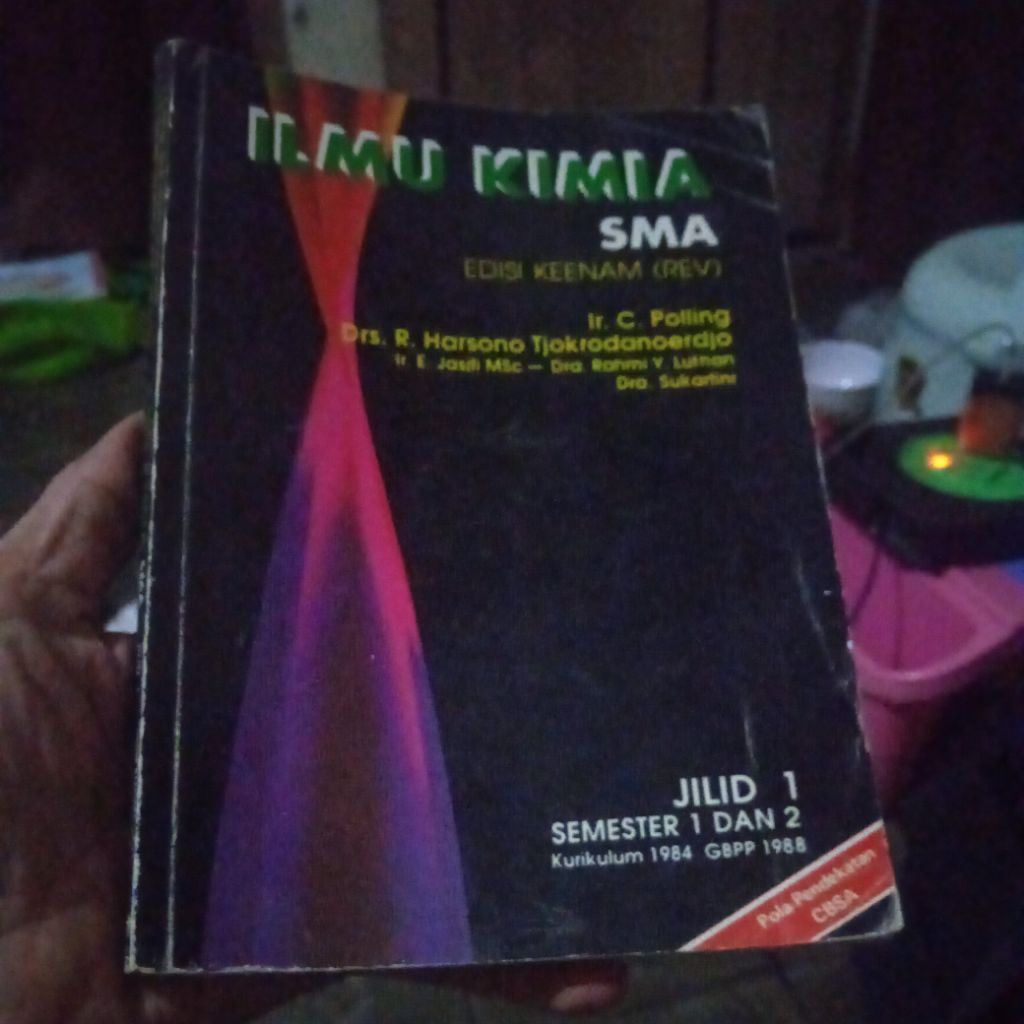 ILMU KIMIA
SMA
EDISI KEENAM (REV)
Ir. C. Polling
Drs. R. Harsono Tjokrodanoerdjo
Ir. E. Jasfi MSc — Dra. Rahmi Y. Luthan
Dra. Sukartini
JILID 1
SEMESTER 1 DAN 2
Kurikulum 1984 GBPP 1988
Pola Pendekatan
CBSA